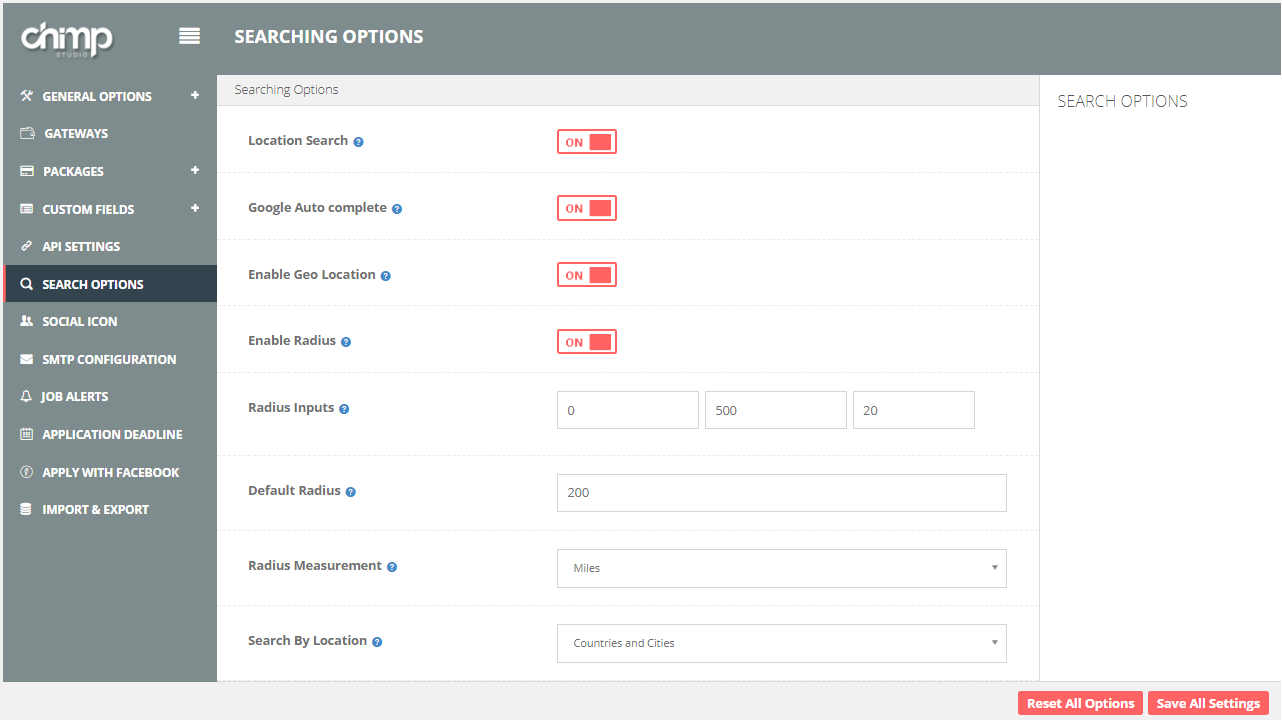 chimp
STUDIO
SEARCHING OPTIONS
GENERAL OPTIONS +
GATEWAYS
PACKAGES +
CUSTOM FIELDS +
API SETTINGS
SEARCH OPTIONS
SOCIAL ICON
SMTP CONFIGURATION
JOB ALERTS
APPLICATION DEADLINE
APPLY WITH FACEBOOK
IMPORT & EXPORT
Searching Options
Location Search ? ON
Google Auto complete ? ON
Enable Geo Location ? ON
Enable Radius ? ON
Radius Inputs ? 0 500 20
Default Radius ? 200
Radius Measurement ? Miles
Search By Location ? Countries and Cities
SEARCH OPTIONS
Reset All Options Save All Settings